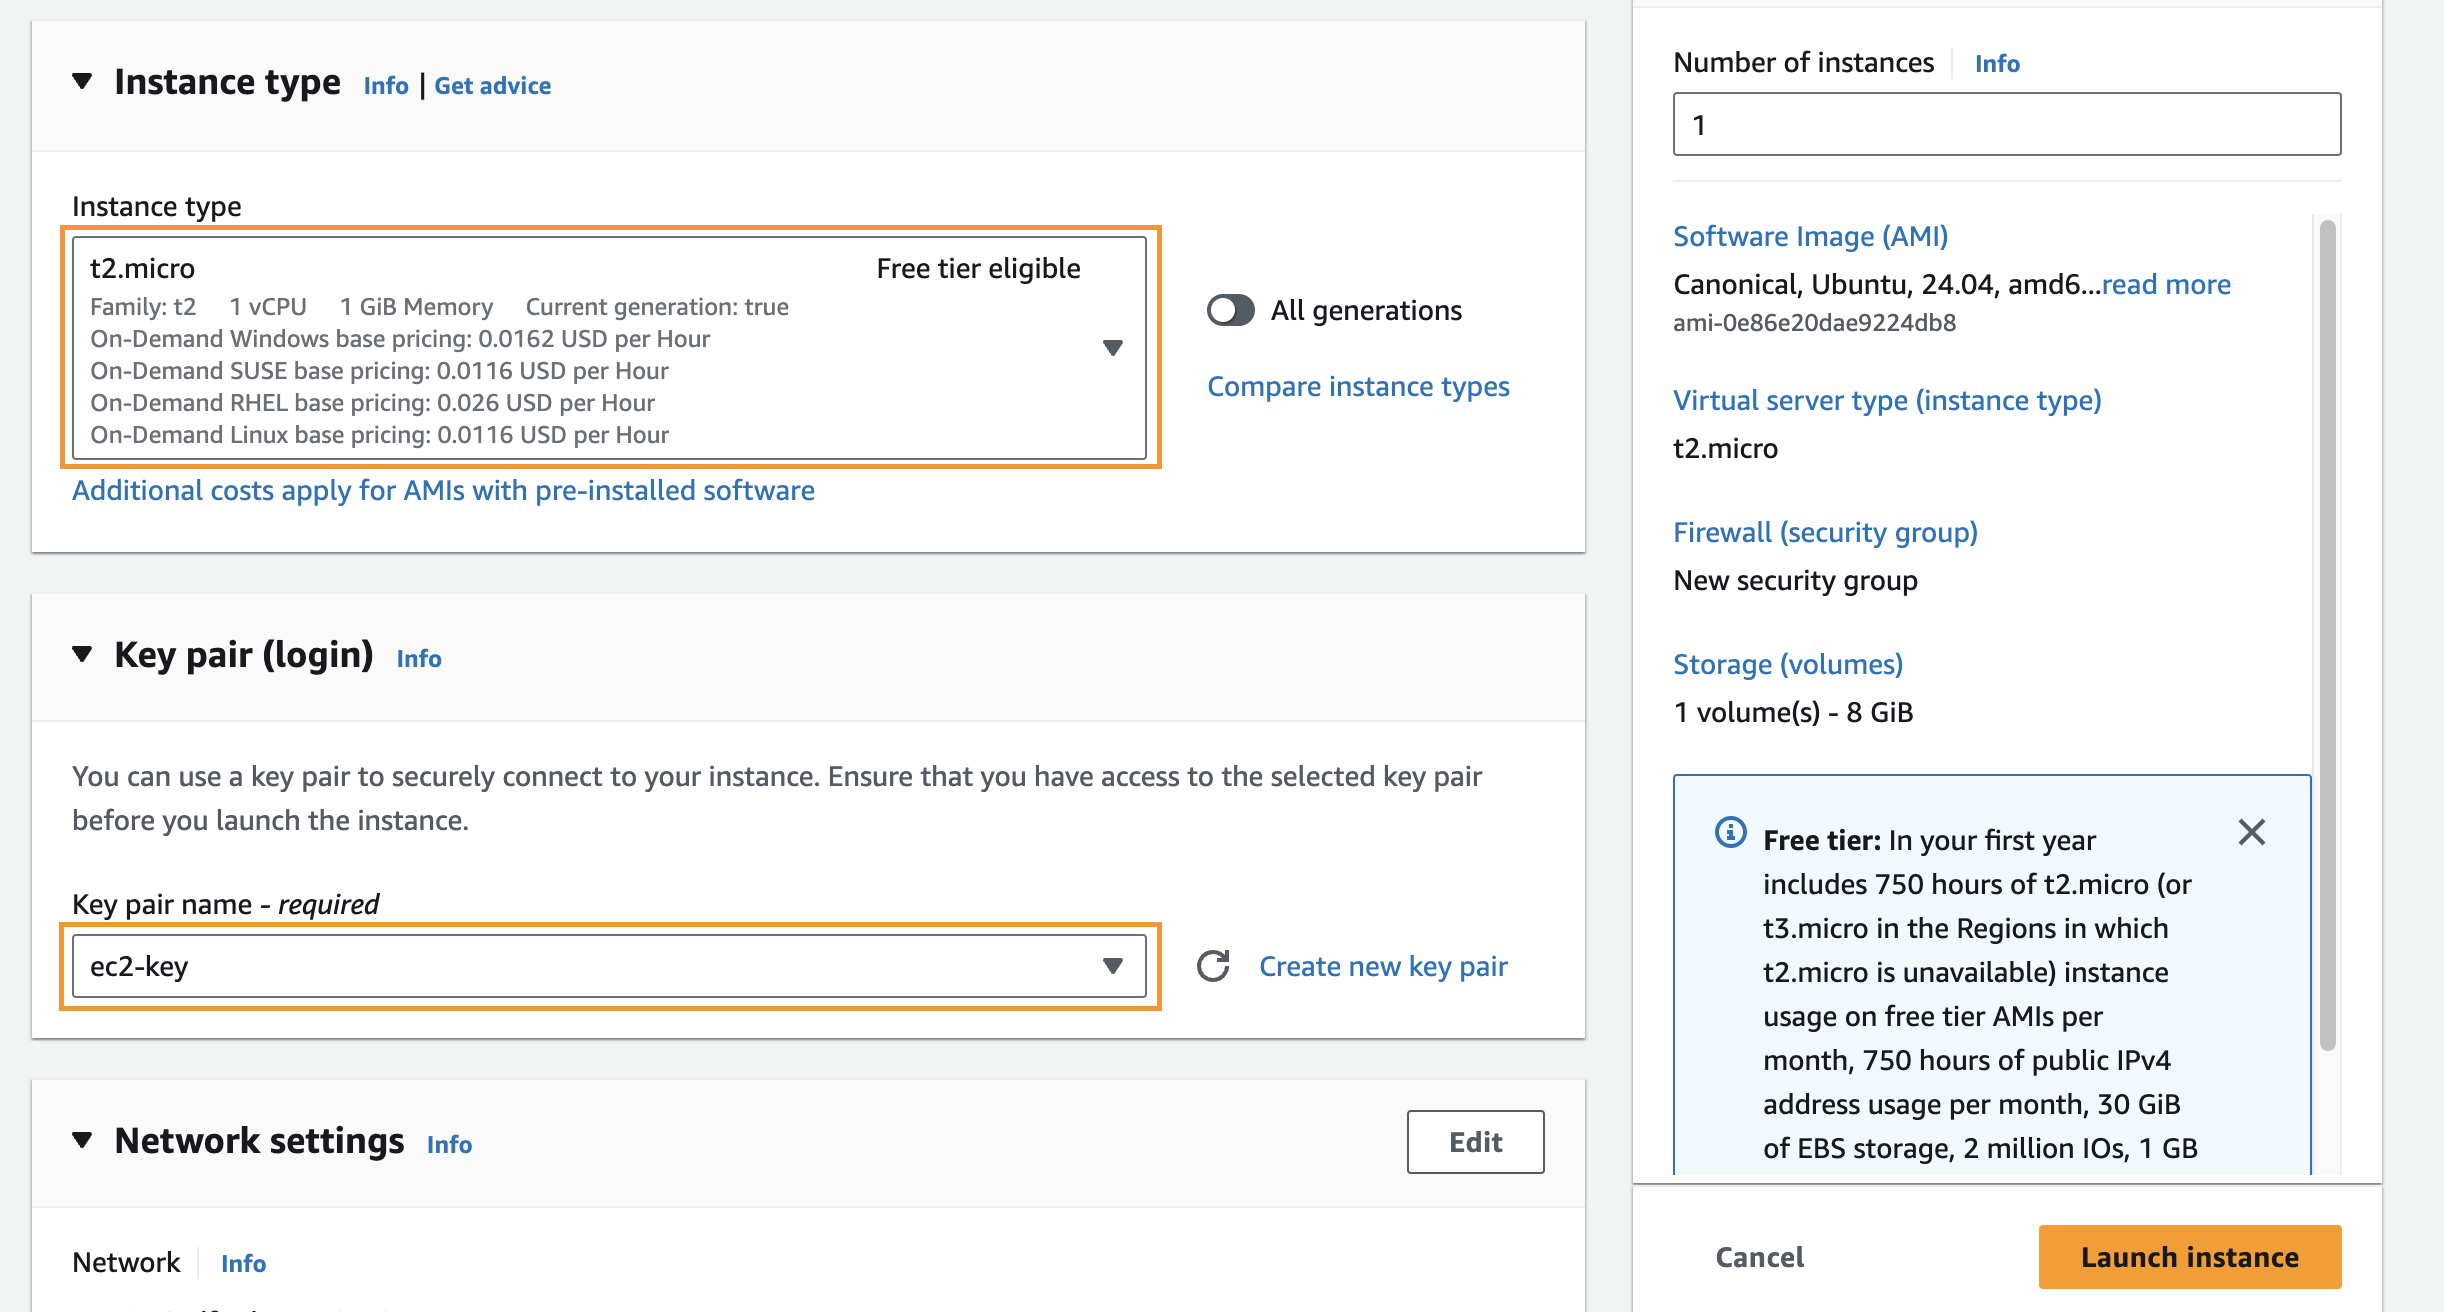 Instance type Info | Get advice
Instance type
t2.micro Free tier eligible
Family: t2 1 vCPU 1 GiB Memory Current generation: true
On-Demand Windows base pricing: 0.0162 USD per Hour
On-Demand SUSE base pricing: 0.0116 USD per Hour
On-Demand RHEL base pricing: 0.026 USD per Hour
On-Demand Linux base pricing: 0.0116 USD per Hour
All generations
Compare instance types
Additional costs apply for AMIs with pre-installed software
Key pair (login) Info
You can use a key pair to securely connect to your instance. Ensure that you have access to the selected key pair
before you launch the instance.
Key pair name - required
ec2-key
Create new key pair
Network settings Info
Edit
Network Info
Number of instances Info
1
Software Image (AMI)
Canonical, Ubuntu, 24.04, amd6...read more
ami-0e86e20dae9224db8
Virtual server type (instance type)
t2.micro
Firewall (security group)
New security group
Storage (volumes)
1 volume(s) - 8 GiB
Free tier: In your first year
includes 750 hours of t2.micro (or
t3.micro in the Regions in which
t2.micro is unavailable) instance
usage on free tier AMIs per
month, 750 hours of public IPv4
address usage per month, 30 GiB
of EBS storage, 2 million IOs, 1 GB
Cancel
Launch instance